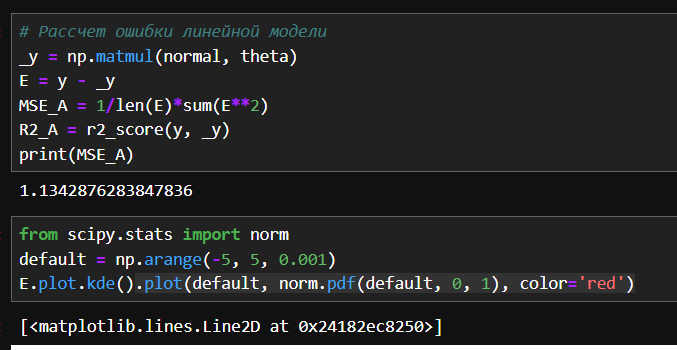 # Рассчет ошибки линейной модели
_y = np.matmul(normal, theta)
E = y - _y
MSE_A = 1/len(E)*sum(E**2)
R2_A = r2_score(y, _y)
print(MSE_A)
1.1342876283847836
from scipy.stats import norm
default = np.arange(-5, 5, 0.001)
E.plot.kde().plot(default, norm.pdf(default, 0, 1), color='red')
[<matplotlib.lines.Line2D at 0x24182ec8250>]